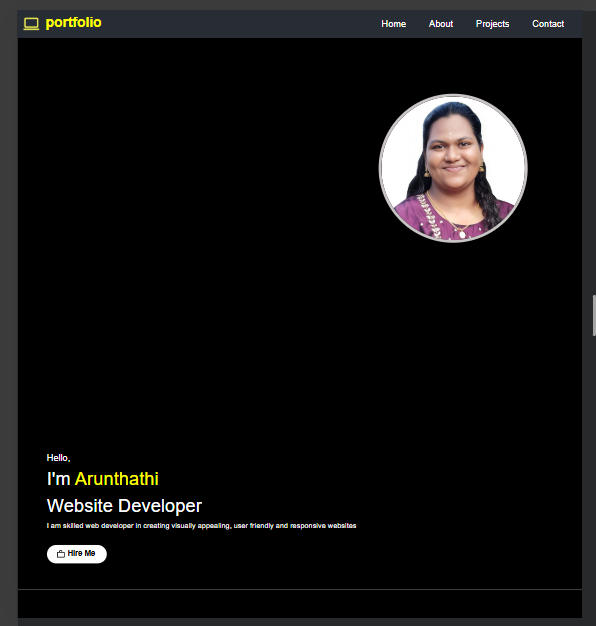 portfolio
Home About Projects Contact
Hello,
I'm Arunthathi
Website Developer
I am skilled web developer in creating visually appealing, user friendly and responsive websites
Hire Me